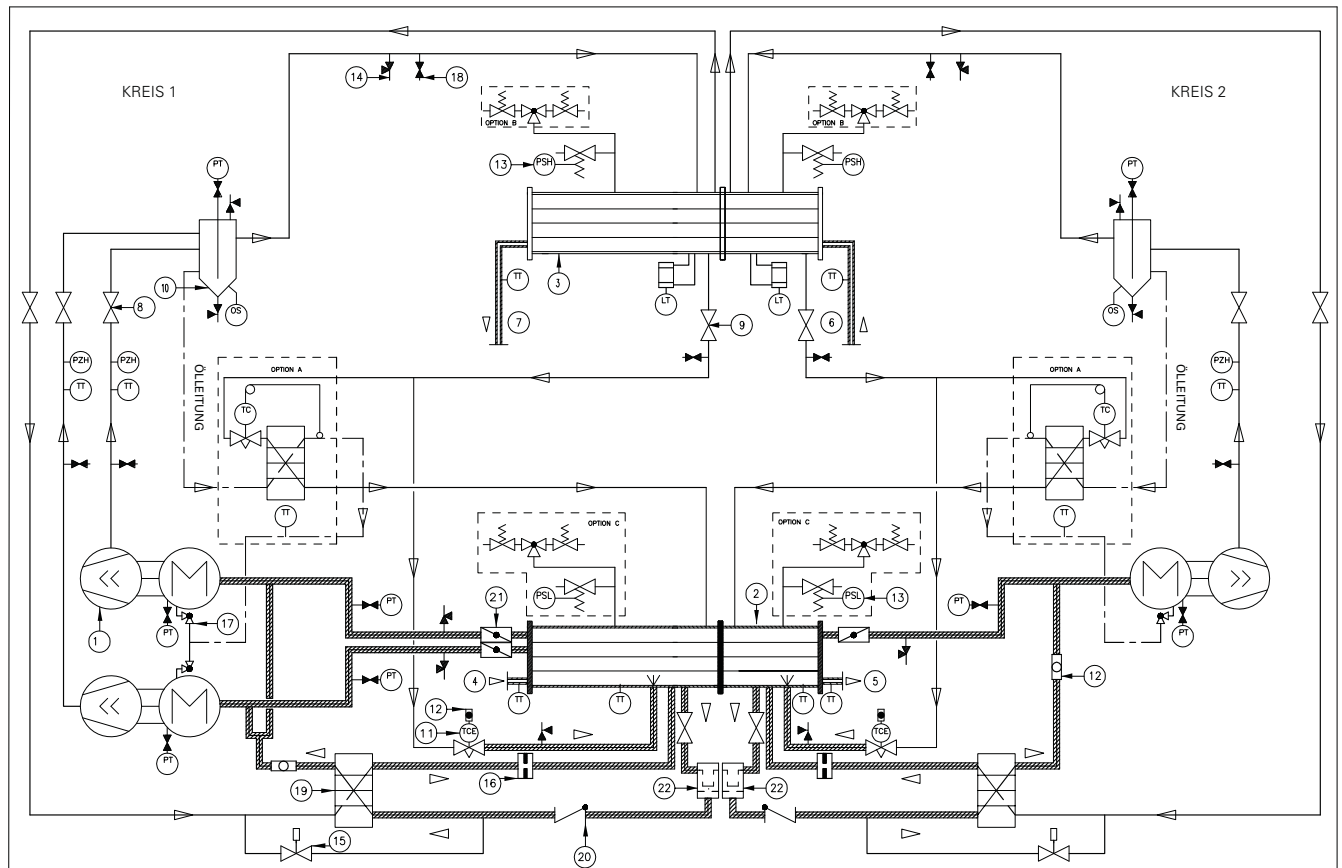 14
18
KREIS 1
KREIS 2
OPTION B
OPTION B
PT
13
PSH
PSH
PT
10
OS
8
3
LT
LT
TT
7
9
6
TT
OS
PZH
PZH
TT
TT
PZH
TT
ÖLLEITUNG
OPTION A
TC
TT
OPTION A
TC
TT
ÖLLEITUNG
OPTION C
OPTION C
PSL
PSL
13
1
17
PT
PT
21
2
PT
PT
4
TT
TT
TT
TT
5
12
11
TCE
TCE
12
PT
PT
16
19
22
22
15
20